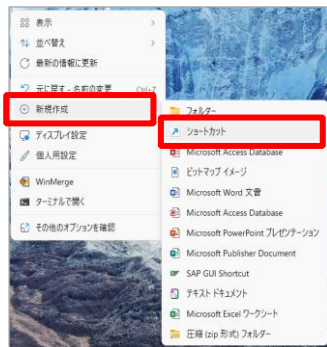 表示
並べ替え
最新の情報に更新
元に戻す - 名前の変更 Ctrl+Z
新規作成
ディスプレイ設定
個人用設定
WinMerge
ターミナルで開く
その他のオプションを確認
フォルダー
ショートカット
Microsoft Access Database
ビットマップ イメージ
Microsoft Word 文書
Microsoft Access Database
Microsoft PowerPoint プレゼンテーション
Microsoft Publisher Document
SAP GUI Shortcut
テキスト ドキュメント
Microsoft Excel ワークシート
圧縮 (zip 形式) フォルダー